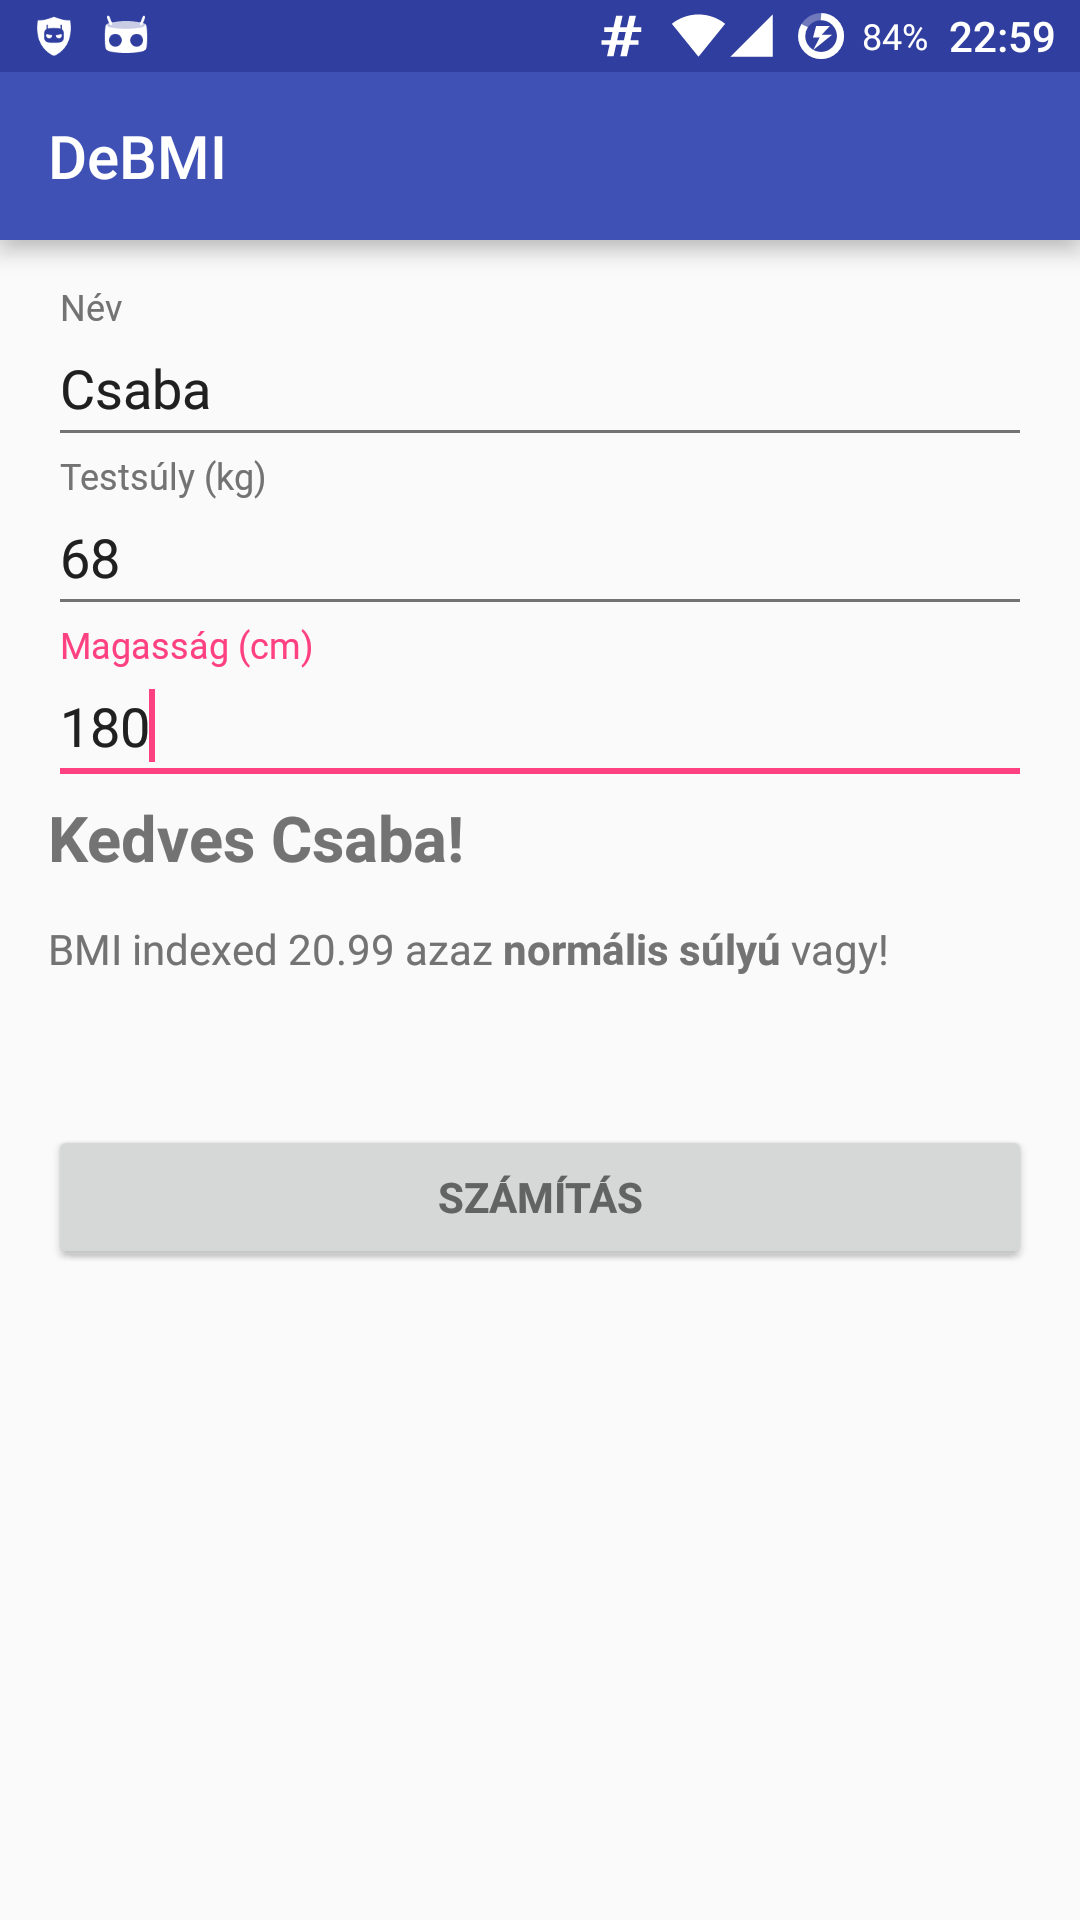 # 84% 22:59
DeBMI
Név
Csaba
Testsúly (kg)
68
Magasság (cm)
180
Kedves Csaba!
BMI indexed 20.99 azaz normális súlyú vagy!
SZÁMÍTÁS